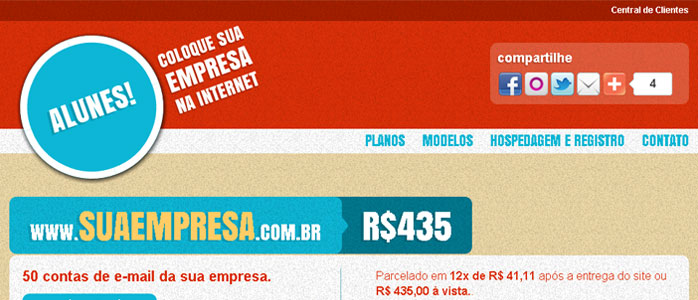 Central de Clientes
ALUNES!
COLOQUE SUA
EMPRESA
NA INTERNET
compartilhe
4
PLANOS MODELOS HOSPEDAGEM E REGISTRO CONTATO
www.SUAEMPRESA.COM.BR R$435
50 contas de e-mail da sua empresa.
Parcelado em 12x de R$ 41,11 após a entrega do site ou
R$ 435,00 à vista.